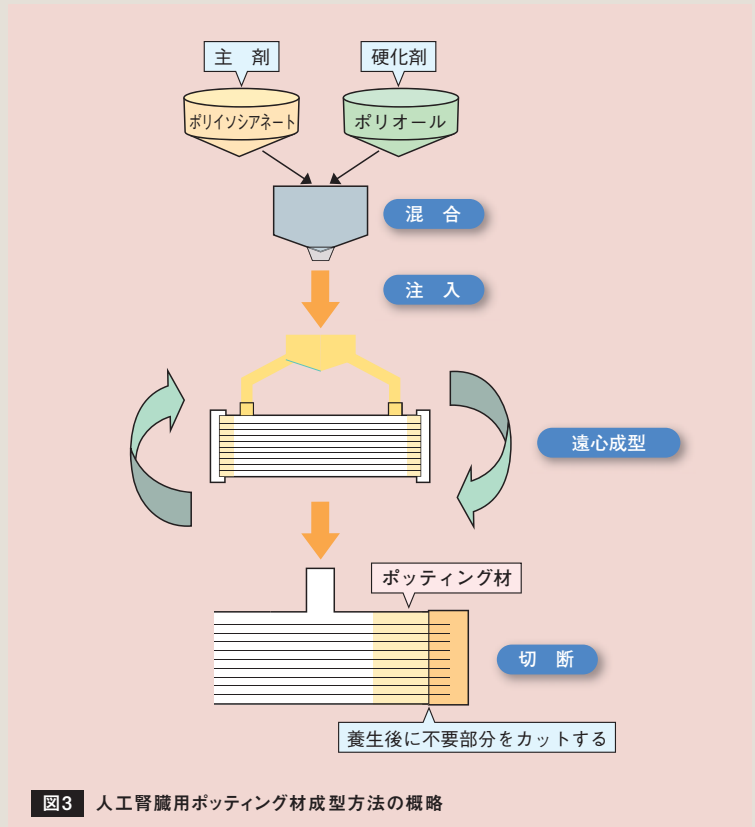 主 剤
硬化剤
ポリイソシアネート
ポリオール
混 合
注 入
遠心成型
ポッティング材
切 断
養生後に不要部分をカットする
図3 人工腎臓用ポッティング材成型方法の概略